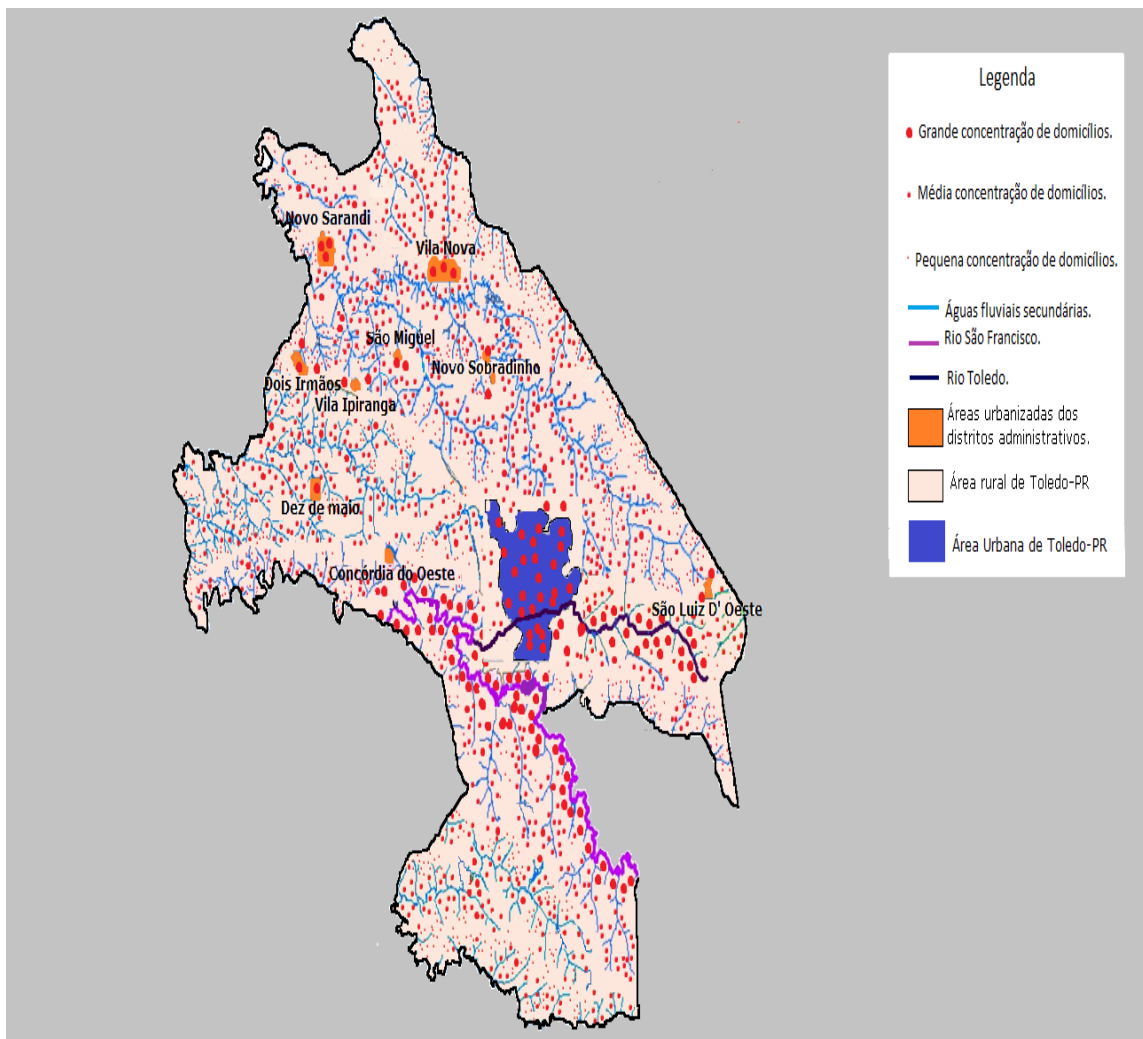 Legenda
Grande concentração de domicílios.
Média concentração de domicílios.
Pequena concentração de domicílios.
Águas fluviais secundárias.
Rio São Francisco.
Rio Toledo.
Áreas urbanizadas dos
distritos administrativos.
Área rural de Toledo-PR
Área Urbana de Toledo-PR
Novo Sarandi
Vila Nova
São Miguel
Novo Sobradinho
Dois Irmãos
Vila Ipiranga
Dez de maio
Concórdia do Oeste
São Luiz D' Oeste